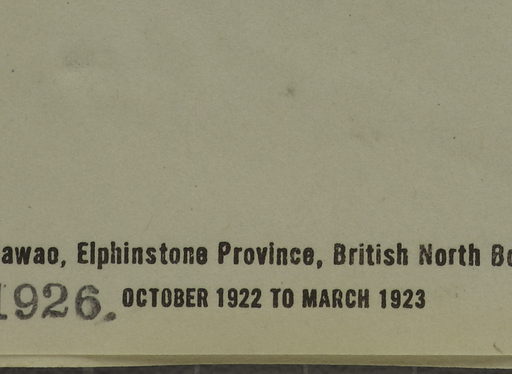 awao, Elphinstone Province, British North Bo
1926. OCTOBER 1922 TO MARCH 1923